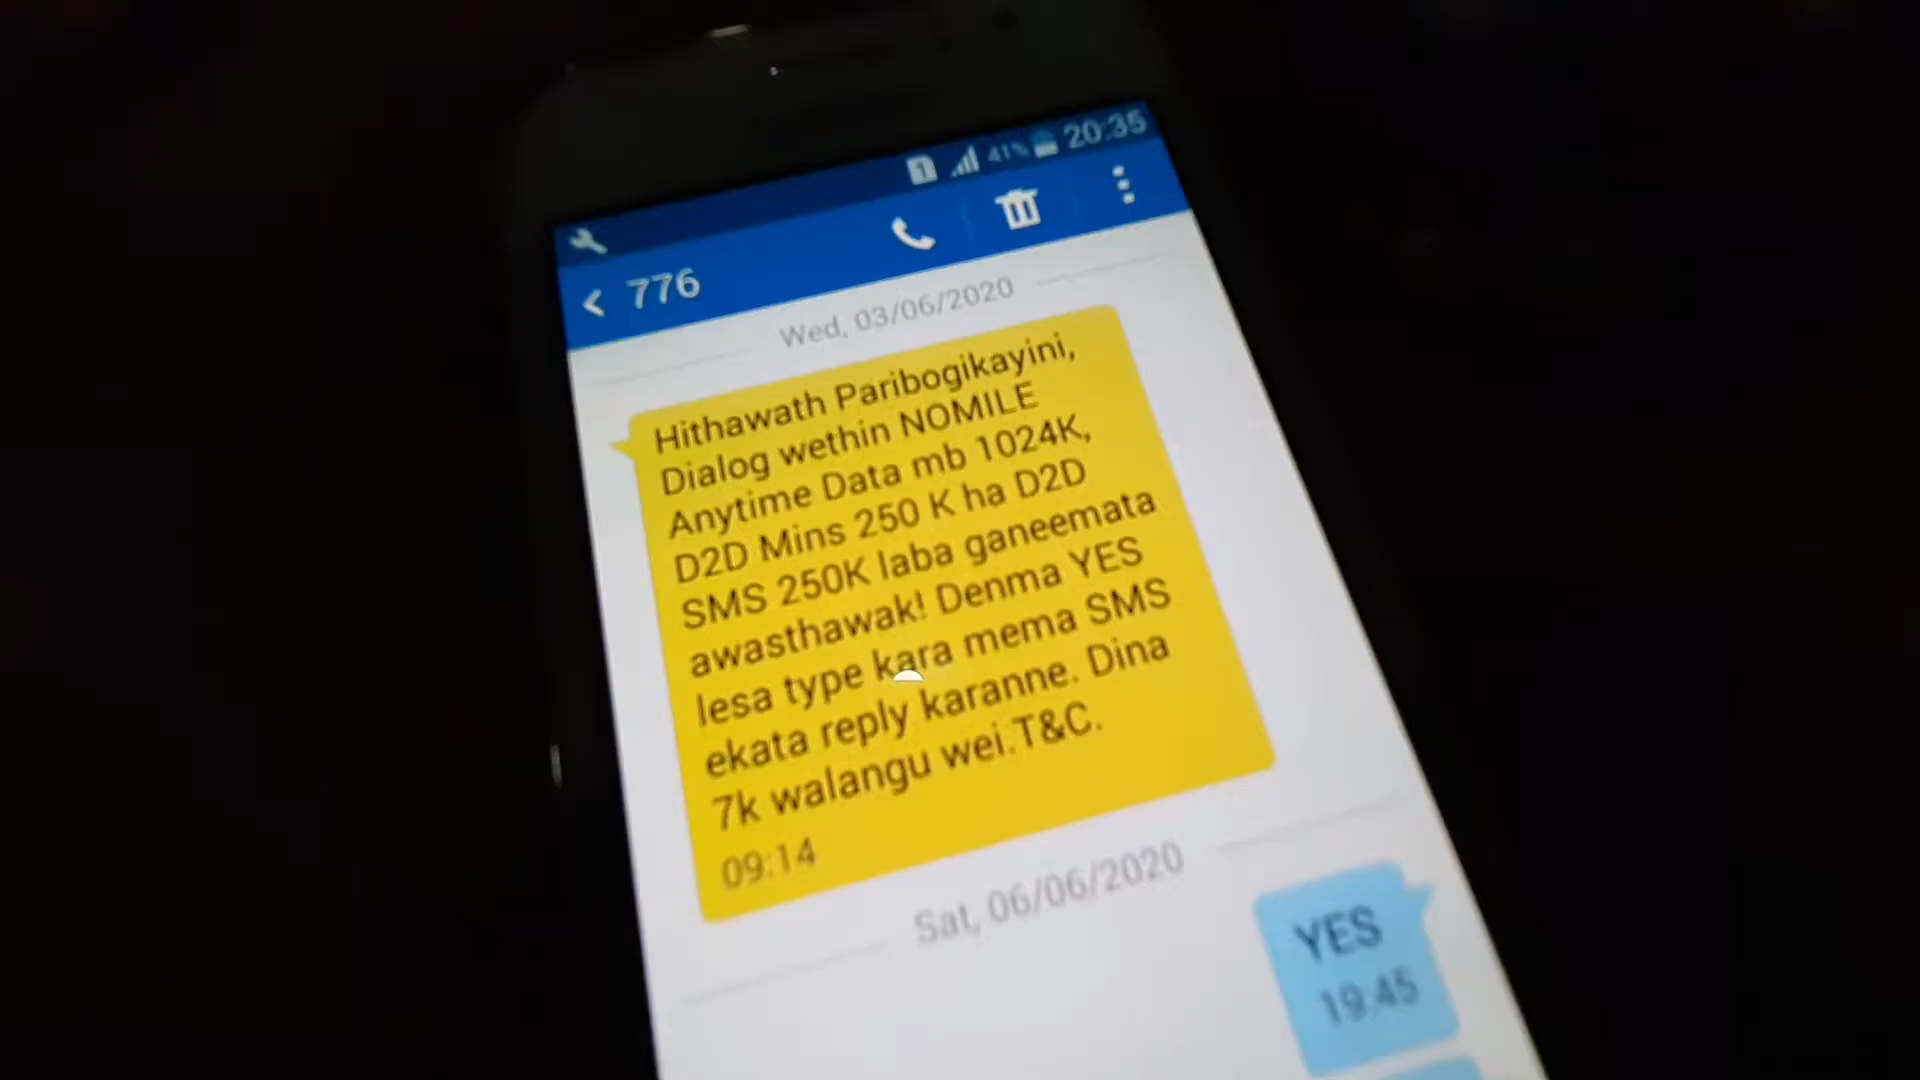 1 41% 20:35
776
Wed, 03/06/2020
Hithawath Paribogikayini,
Dialog wethin NOMILE
Anytime Data mb 1024K,
D2D Mins 250 K ha D2D
SMS 250K laba ganeemata
awasthawak! Denma YES
lesa type kara mema SMS
ekata reply karanne. Dina
7k walangu wei.T&C.
09:14
Sat, 06/06/2020
YES
19:45